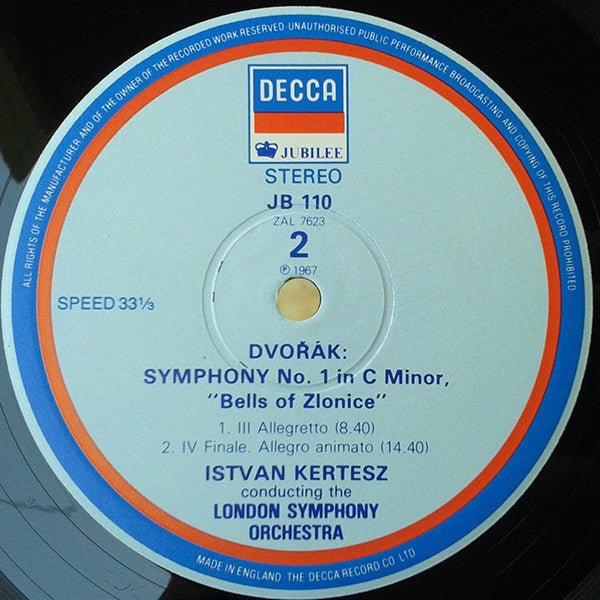 ALL RIGHTS OF THE MANUFACTURER AND OF THE OWNER OF THE RECORDED WORK RESERVED · UNAUTHORISED PUBLIC PERFORMANCE BROADCASTING AND COPYING OF THIS RECORD PROHIBITED
DECCA
JUBILEE
STEREO
JB 110
ZAL 7623
2
℗ 1967
SPEED 33⅓
DVOŘÁK:
SYMPHONY No. 1 in C Minor,
"Bells of Zlonice"
1. III Allegretto (8.40)
2. IV Finale. Allegro animato (14.40)
ISTVAN KERTESZ
conducting the
LONDON SYMPHONY
ORCHESTRA
MADE IN ENGLAND · THE DECCA RECORD CO. LTD